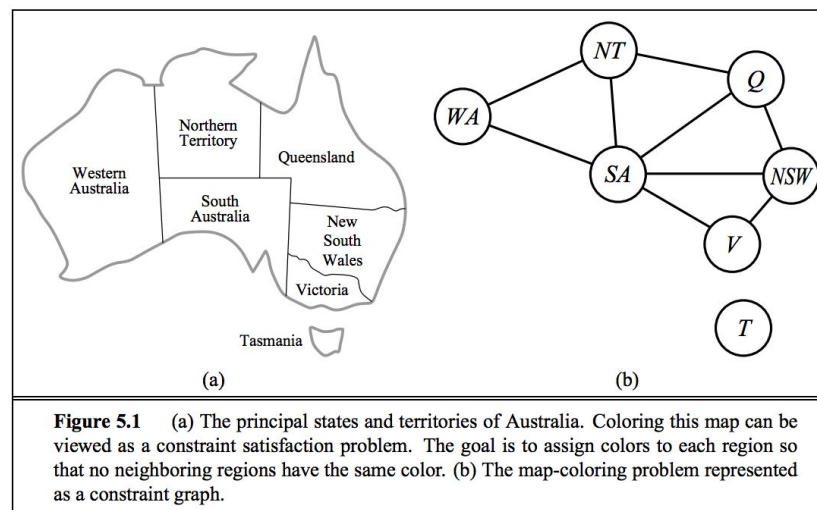 Northern
Territory
Western
Australia
Queensland
South
Australia
New
South
Wales
Victoria
Tasmania
(a)
NT
Q
WA
SA
NSW
V
T
(b)
Figure 5.1 (a) The principal states and territories of Australia. Coloring this map can be
viewed as a constraint satisfaction problem. The goal is to assign colors to each region so
that no neighboring regions have the same color. (b) The map-coloring problem represented
as a constraint graph.